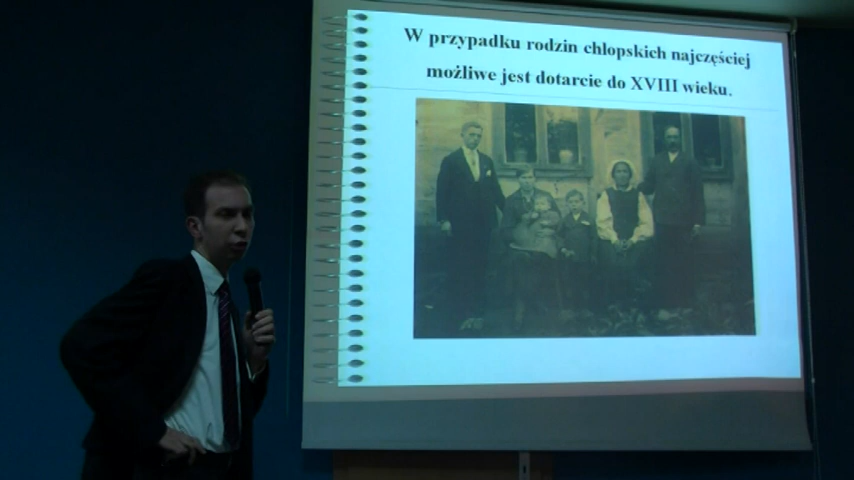 W przypadku rodzin chłopskich najczęściej
możliwe jest dotarcie do XVIII wieku.